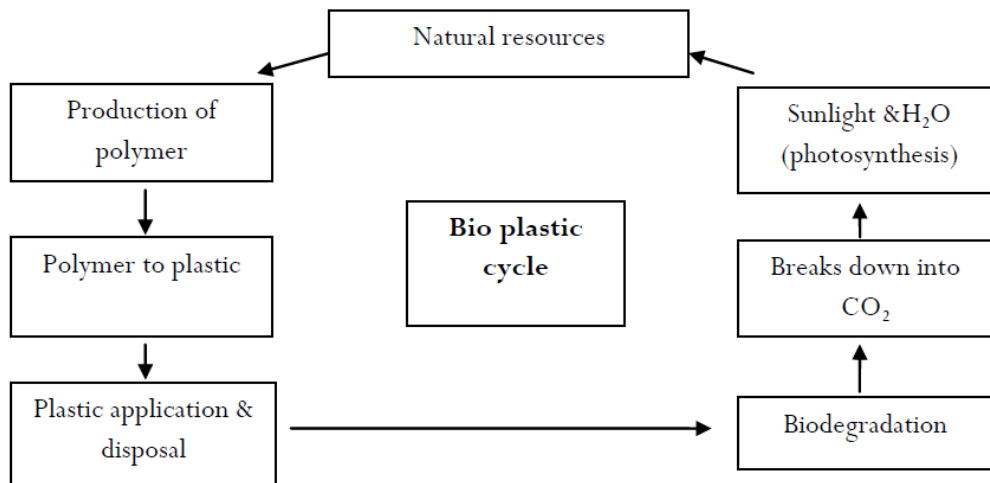 Natural resources
Production of
polymer
Polymer to plastic
Plastic application &
disposal
Bio plastic
cycle
Sunlight &H₂O
(photosynthesis)
Breaks down into
CO₂
Biodegradation